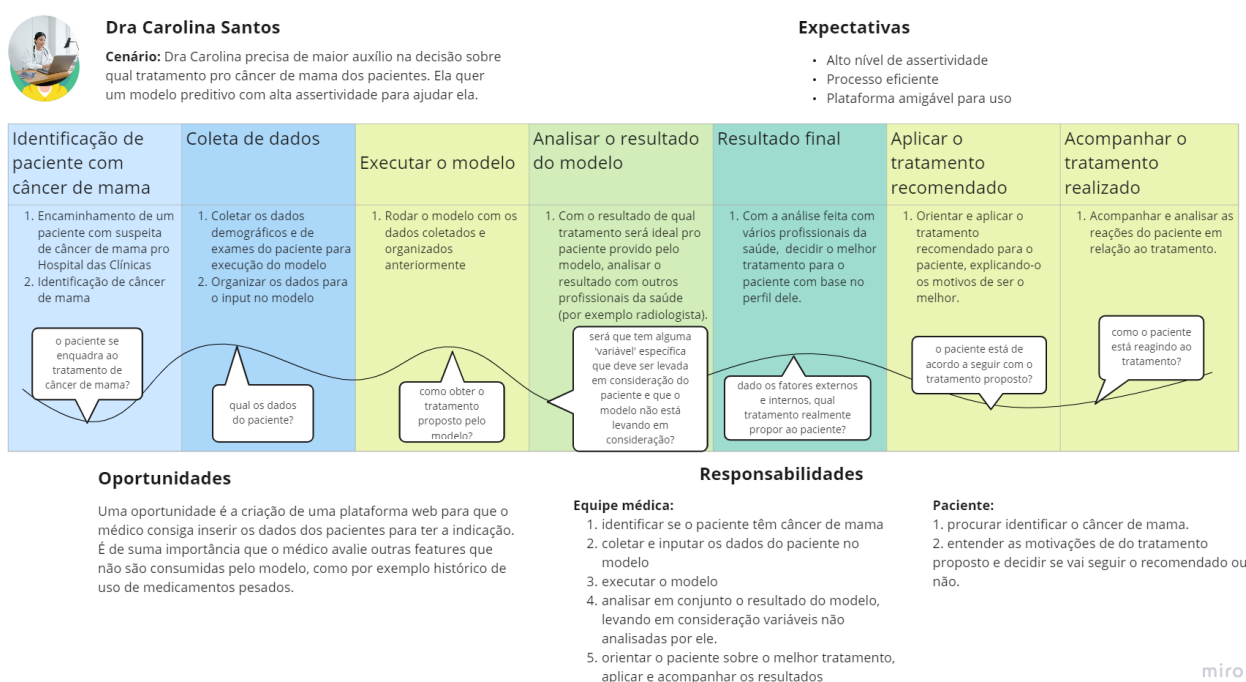 Dra Carolina Santos
Cenário: Dra Carolina precisa de maior auxílio na decisão sobre
qual tratamento pro câncer de mama dos pacientes. Ela quer
um modelo preditivo com alta assertividade para ajudar ela.
Expectativas
• Alto nível de assertividade
• Processo eficiente
• Plataforma amigável para uso
Identificação de
paciente com
câncer de mama
Coleta de dados
Executar o modelo
Analisar o resultado
do modelo
Resultado final
Aplicar o
tratamento
recomendado
Acompanhar o
tratamento
realizado
1. Encaminhamento de um
paciente com suspeita
de câncer de mama pro
Hospital das Clínicas
2. Identificação de câncer
de mama
1. Coletar os dados
demográficos e de
exames do paciente para
execução do modelo
2. Organizar os dados para
o input no modelo
1. Rodar o modelo com os
dados coletados e
organizados
anteriormente
1. Com o resultado de qual
tratamento será ideal pro
paciente provido pelo
modelo, analisar o
resultado com outros
profissionais da saúde
(por exemplo radiologista).
1. Com a análise feita com
vários profissionais da
saúde, decidir o melhor
tratamento para o
paciente com base no
perfil dele.
1. Orientar e aplicar o
tratamento
recomendado para o
paciente, explicando-o
os motivos de ser o
melhor.
1. Acompanhar e analisar as
reações do paciente em
relação ao tratamento.
o paciente se
enquadra ao
tratamento de
câncer de mama?
qual os dados
do paciente?
como obter o
tratamento
proposto pelo
modelo?
será que tem alguma
'variável' específica
que deve ser levada
em consideração do
paciente e que o
modelo não está
levando em
consideração?
dado os fatores externos
e internos, qual
tratamento realmente
propor ao paciente?
o paciente está de
acordo a seguir com o
tratamento proposto?
como o paciente
está reagindo ao
tratamento?
Oportunidades
Uma oportunidade é a criação de uma plataforma web para que o
médico consiga inserir os dados dos pacientes para ter a indicação.
É de suma importância que o médico avalie outras features que
não são consumidas pelo modelo, como por exemplo histórico de
uso de medicamentos pesados.
Responsabilidades
Equipe médica:
1. identificar se o paciente têm câncer de mama
2. coletar e inputar os dados do paciente no
modelo
3. executar o modelo
4. analisar em conjunto o resultado do modelo,
levando em consideração variáveis não
analisadas por ele.
5. orientar o paciente sobre o melhor tratamento,
aplicar e acompanhar os resultados
Paciente:
1. procurar identificar o câncer de mama.
2. entender as motivações de do tratamento
proposto e decidir se vai seguir o recomendado ou
não.
miro